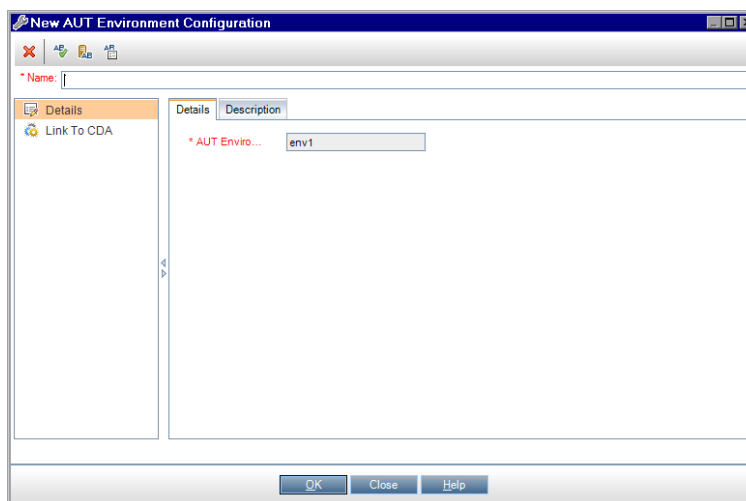 New AUT Environment Configuration
* Name:
Details
Link To CDA
Details Description
* AUT Enviro... env1
OK Close Help